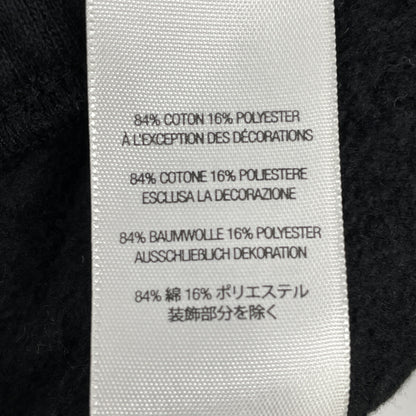 84% COTON 16% POLYESTER
À L'EXCEPTION DES DÉCORATIONS
84% COTONE 16% POLIESTERE
ESCLUSA LA DECORAZIONE
84% BAUMWOLLE 16% POLYESTER
AUSSCHLIEßLICH DEKORATION
84% 綿 16% ポリエステル
装飾部分を除く